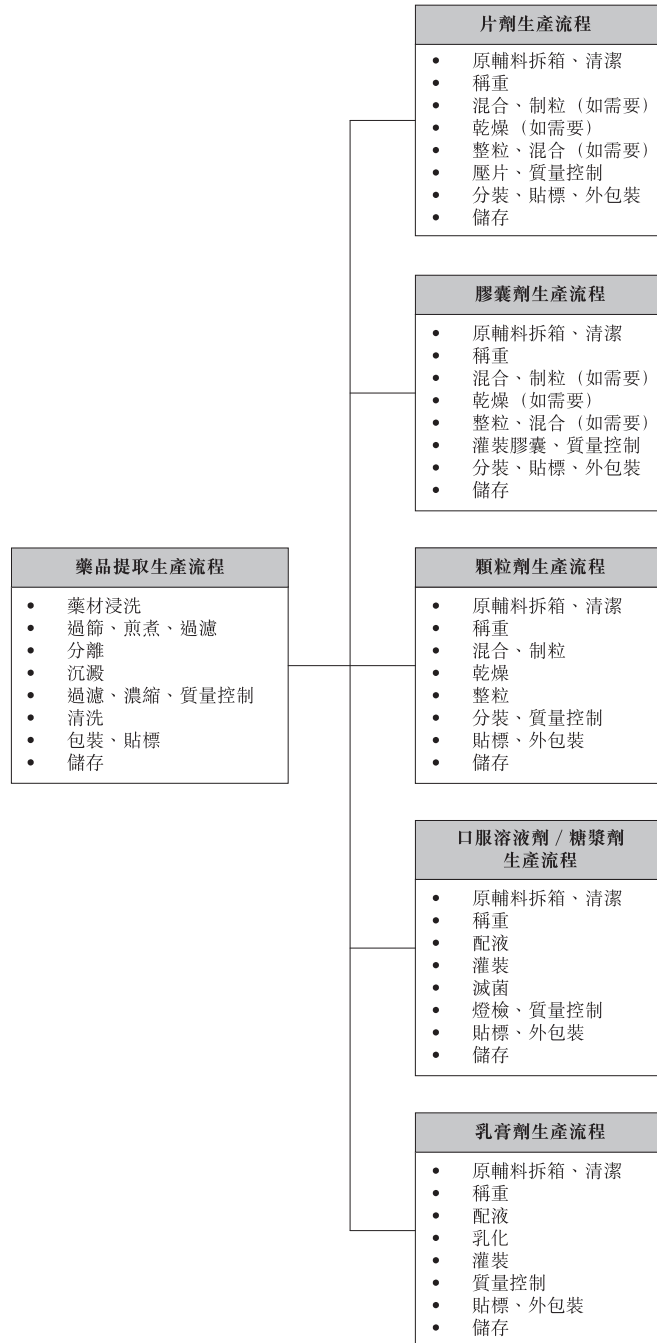 片劑生產流程
• 原輔料拆箱、清潔
• 稱重
• 混合、制粒（如需要）
• 乾燥（如需要）
• 整粒、混合（如需要）
• 壓片、質量控制
• 分裝、貼標、外包裝
• 儲存
膠囊劑生產流程
• 原輔料拆箱、清潔
• 稱重
• 混合、制粒（如需要）
• 乾燥（如需要）
• 整粒、混合（如需要）
• 灌裝膠囊、質量控制
• 分裝、貼標、外包裝
• 儲存
藥品提取生產流程
• 藥材浸洗
• 過篩、煎煮、過濾
• 分離
• 沉澱
• 過濾、濃縮、質量控制
• 清洗
• 包裝、貼標
• 儲存
顆粒劑生產流程
• 原輔料拆箱、清潔
• 稱重
• 混合、制粒
• 乾燥
• 整粒
• 分裝、質量控制
• 貼標、外包裝
• 儲存
口服溶液劑／糖漿劑
生產流程
• 原輔料拆箱、清潔
• 稱重
• 配液
• 灌裝
• 滅菌
• 燈檢、質量控制
• 貼標、外包裝
• 儲存
乳膏劑生產流程
• 原輔料拆箱、清潔
• 稱重
• 配液
• 乳化
• 灌裝
• 質量控制
• 貼標、外包裝
• 儲存